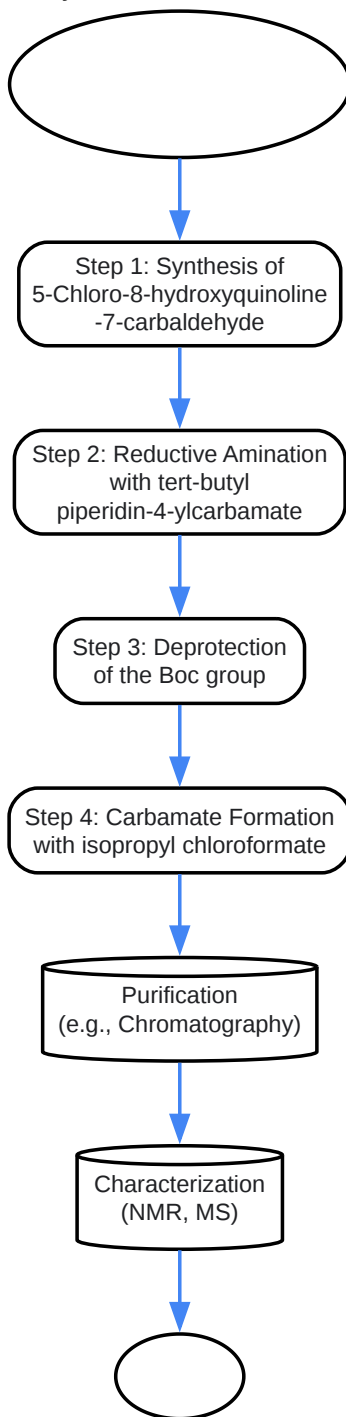 Step 1: Synthesis of
5-Chloro-8-hydroxyquinoline
-7-carbaldehyde
Step 2: Reductive Amination
with tert-butyl
piperidin-4-ylcarbamate
Step 3: Deprotection
of the Boc group
Step 4: Carbamate Formation
with isopropyl chloroformate
Purification
(e.g., Chromatography)
Characterization
(NMR, MS)